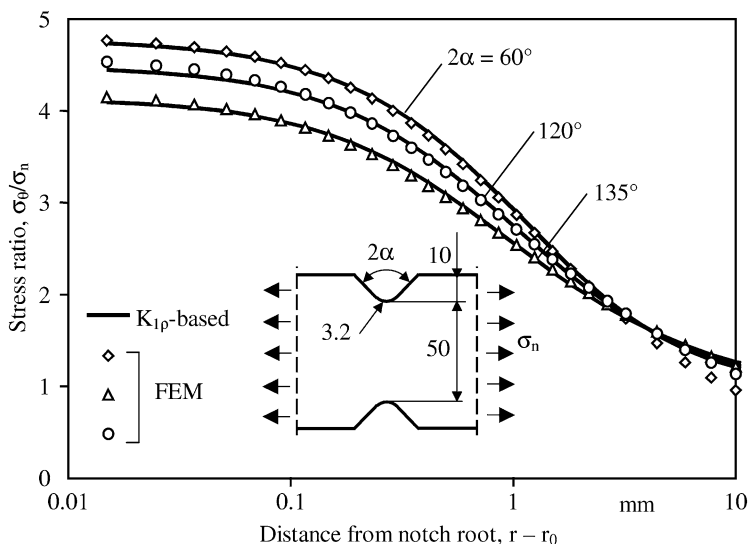 5
4
3
2
1
0
Stress ratio, σθ/σn
2α = 60°
120°
135°
2α
10
3.2
50
σn
K1ρ-based
FEM
0.01
0.1
1
mm
10
Distance from notch root, r – r0